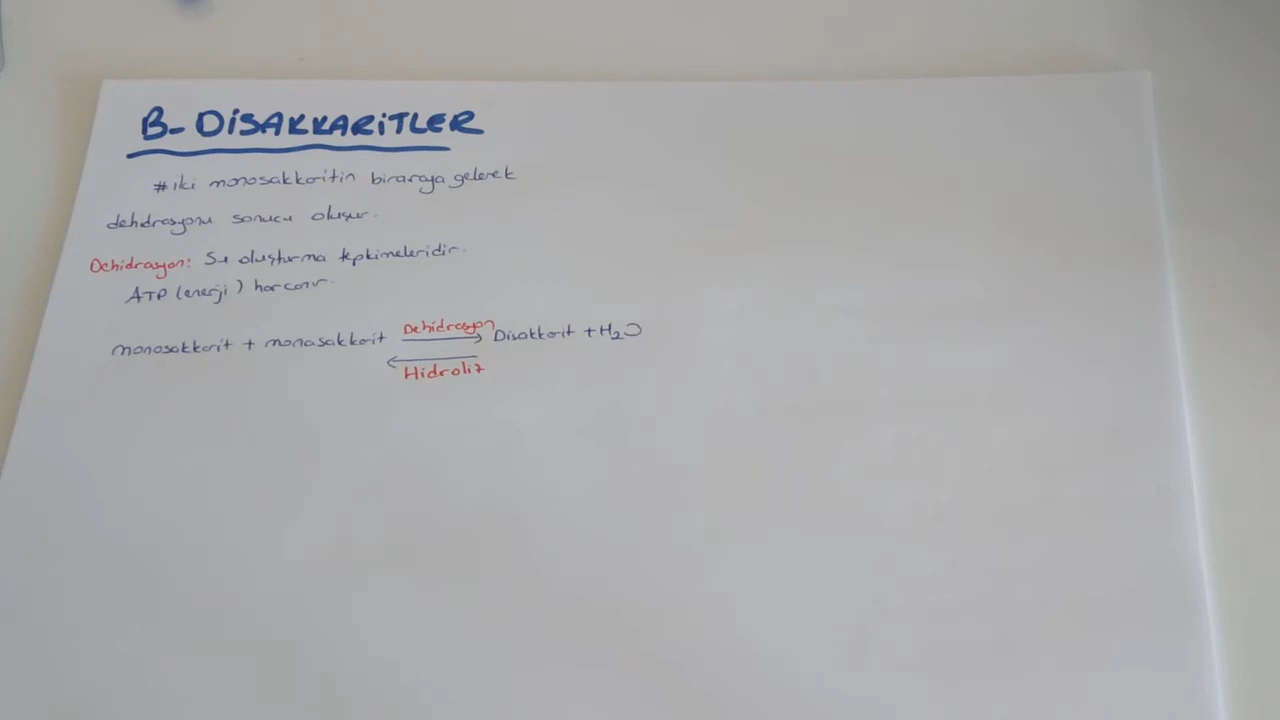 B- DİSAKKARİTLER
#iki monosakkaritin biraraya gelerek
dehidrasyonu sonucu oluşur.
Dehidrasyon: Su oluşturma tepkimeleridir.
ATP (enerji) harcanır.
monosakkarit + monasakkarit Dehidrasyon Disakkarit + H₂O
Hidroliz